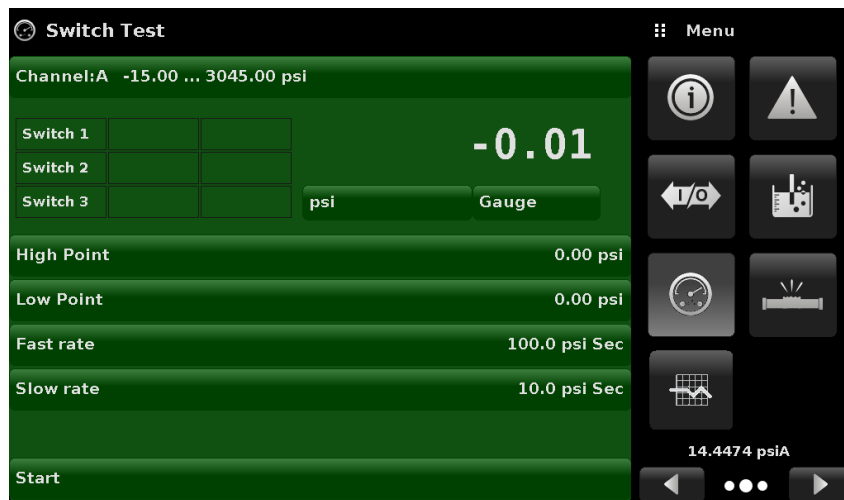 Switch Test
Menu
Channel:A -15.00 ... 3045.00 psi
Switch 1
-0.01
Switch 2
Switch 3
psi
Gauge
High Point 0.00 psi
Low Point 0.00 psi
Fast rate 100.0 psi Sec
Slow rate 10.0 psi Sec
Start
I/O
14.4474 psiA